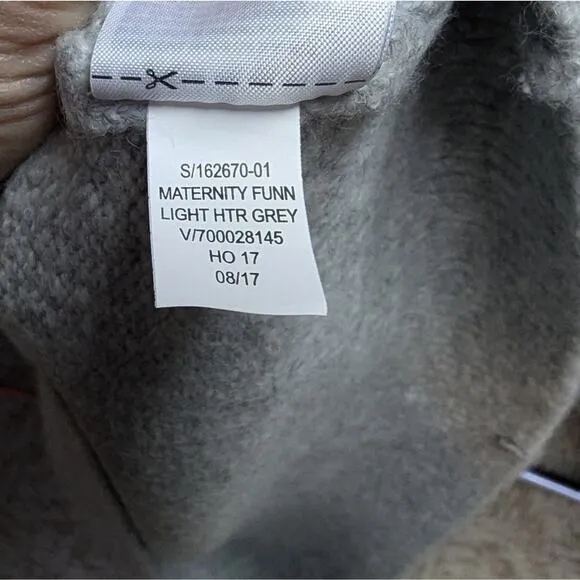 S/162670-01
MATERNITY FUNN
LIGHT HTR GREY
V/700028145
HO 17
08/17